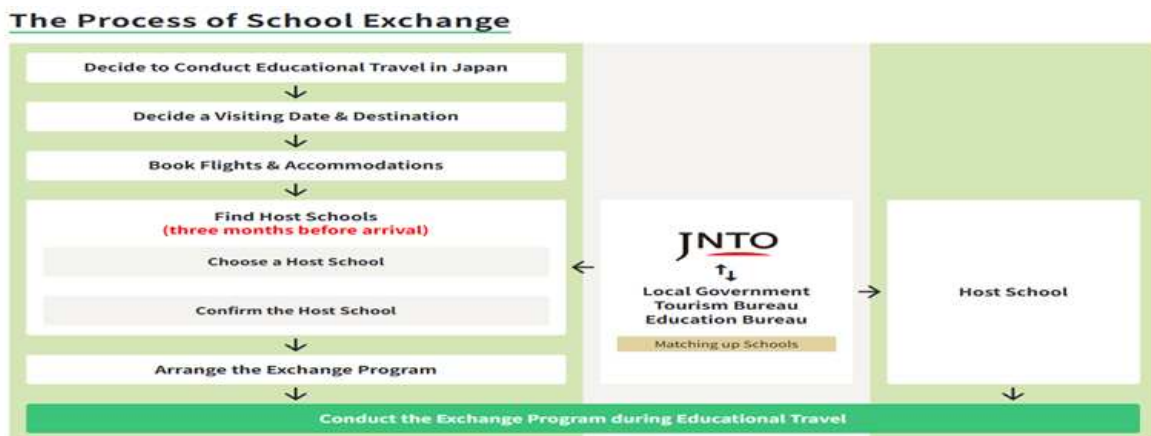 The Process of School Exchange
Decide to Conduct Educational Travel in Japan
Decide a Visiting Date & Destination
Book Flights & Accommodations
Find Host Schools
(three months before arrival)
Choose a Host School
Confirm the Host School
Arrange the Exchange Program
JNTO
Local Government
Tourism Bureau
Education Bureau
Matching up Schools
Host School
Conduct the Exchange Program during Educational Travel